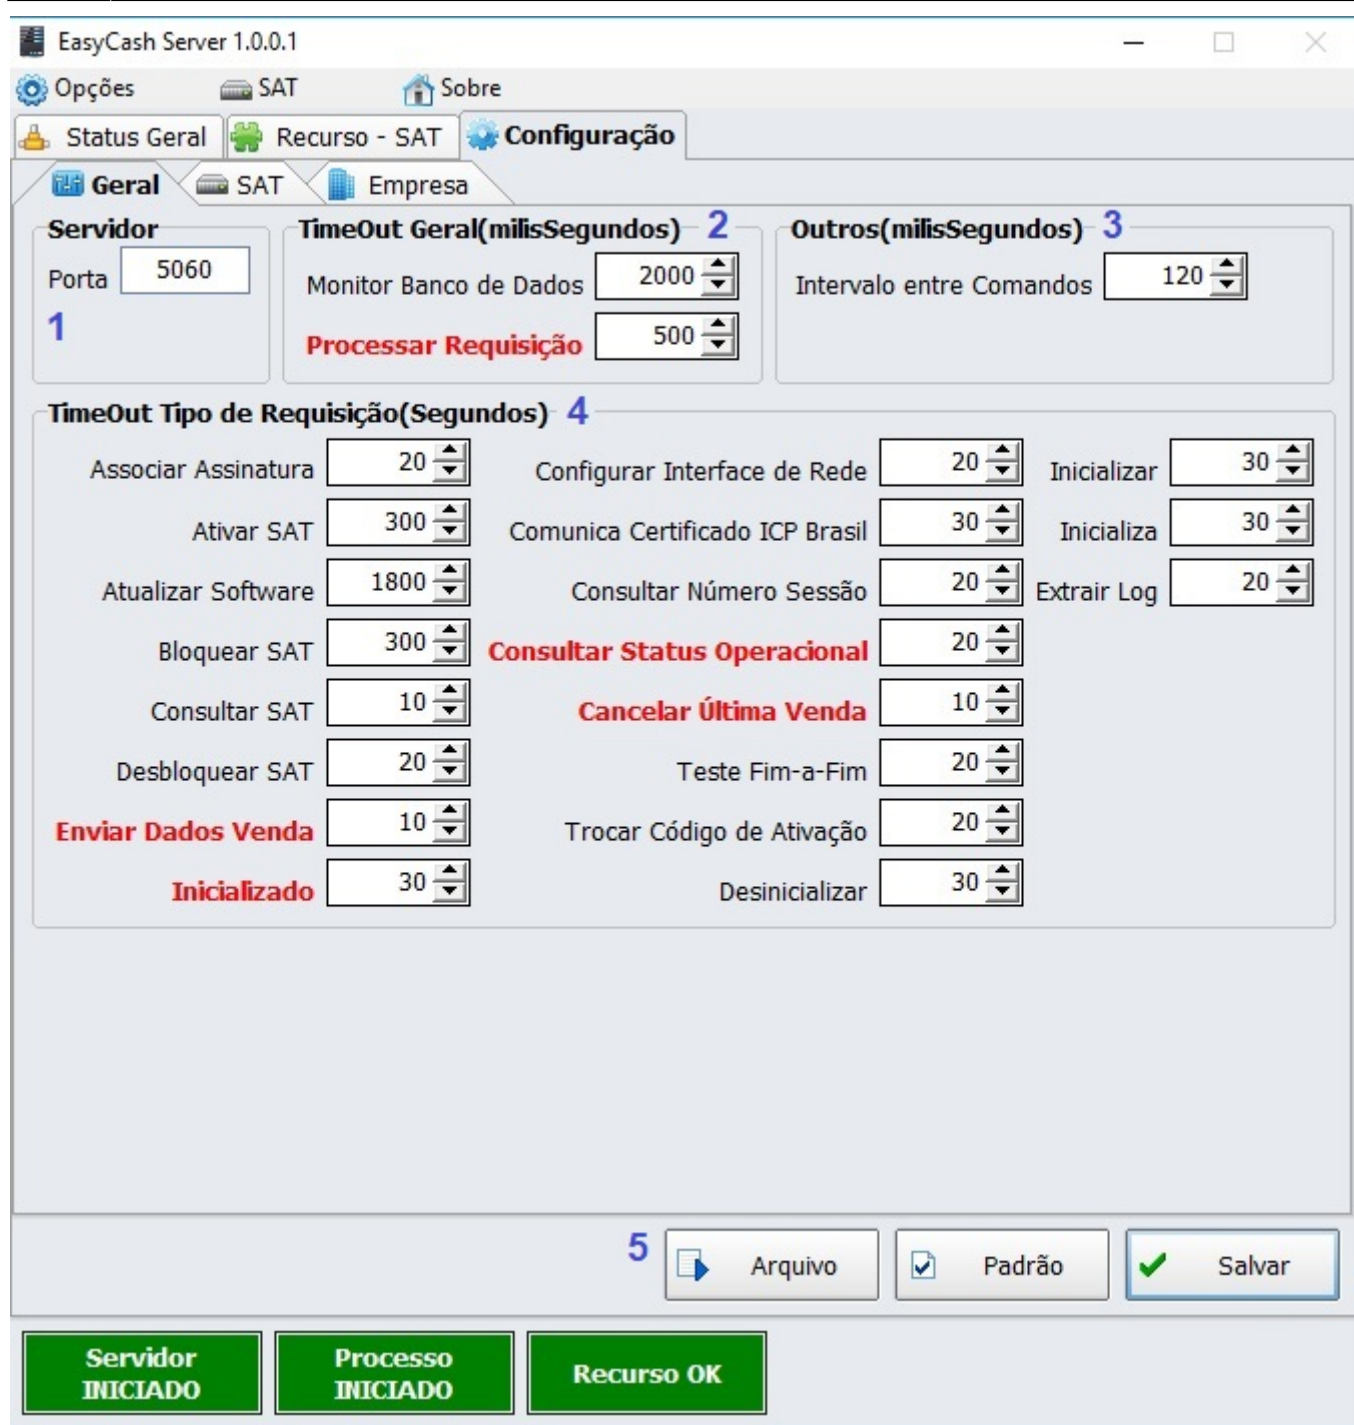 EasyCash Server 1.0.0.1
Opções SAT Sobre
Status Geral Recurso - SAT Configuração
Geral SAT Empresa
Servidor TimeOut Geral(milisSegundos) 2 Outros(milisSegundos) 3
Porta 5060 Monitor Banco de Dados 2000 Intervalo entre Comandos 120
1 Processar Requisição 500
TimeOut Tipo de Requisição(Segundos) 4
Associar Assinatura 20 Configurar Interface de Rede 20 Inicializar 30
Ativar SAT 300 Comunica Certificado ICP Brasil 30 Inicializa 30
Atualizar Software 1800 Consultar Número Sessão 20 Extrair Log 20
Bloquear SAT 300 Consultar Status Operacional 20
Consultar SAT 10 Cancelar Última Venda 10
Desbloquear SAT 20 Teste Fim-a-Fim 20
Enviar Dados Venda 10 Trocar Código de Ativação 20
Inicializado 30 Desinicializar 30
5 Arquivo Padrão Salvar
Servidor INICIADO Processo INICIADO Recurso OK